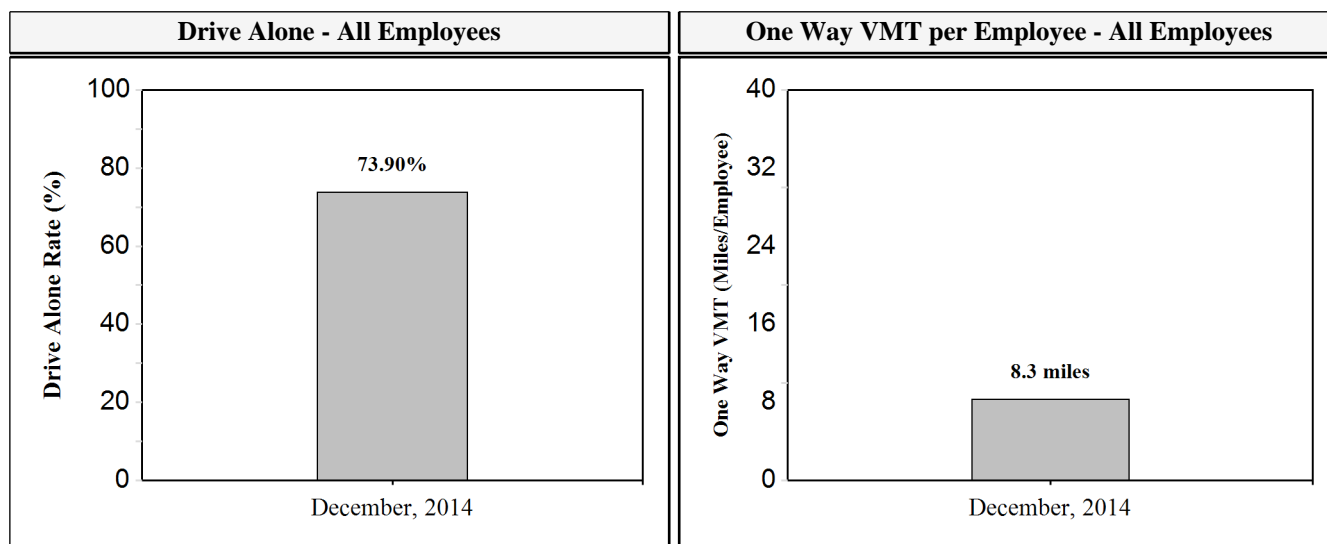 Drive Alone - All Employees
Drive Alone Rate (%)
100
80
60
40
20
0
73.90%
December, 2014
One Way VMT per Employee - All Employees
One Way VMT (Miles/Employee)
40
32
24
16
8
0
8.3 miles
December, 2014